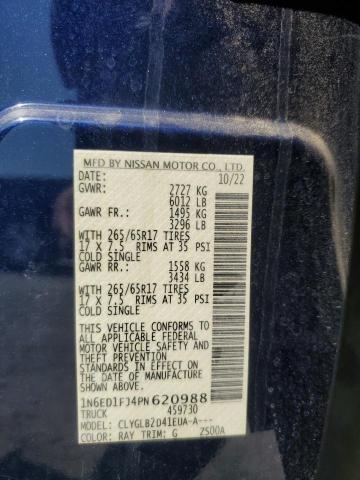 MFD BY NISSAN MOTOR CO., LTD.
DATE: 10/22
GVWR: 2727 KG
6012 LB
GAWR FR.: 1495 KG
3296 LB
WITH 265/65R17 TIRES
17 X 7.5 RIMS AT 35 PSI
COLD SINGLE
GAWR RR.: 1558 KG
3434 LB
WITH 265/65R17 TIRES
17 X 7.5 RIMS AT 35 PSI
COLD SINGLE
THIS VEHICLE CONFORMS TO
ALL APPLICABLE FEDERAL
MOTOR VEHICLE SAFETY AND
THEFT PREVENTION
STANDARDS IN EFFECT ON
THE DATE OF MANUFACTURE
SHOWN ABOVE.
1N6ED1FJ4PN620988
TRUCK 459730
MODEL: CLYGLB2D41EUA-A---
COLOR: RAY TRIM: G Z500A